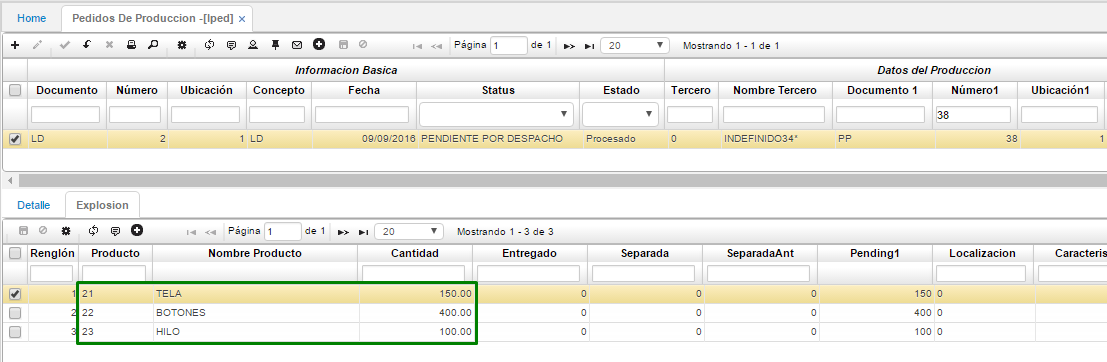 Home Pedidos De Produccion -[lped] ×
Página 1 de 1 20 Mostrando 1 - 1 de 1
Informacion Basica Datos del Produccion
Documento Número Ubicación Concepto Fecha Status Estado Tercero Nombre Tercero Documento 1 Número1 Ubicación1
38
LD 2 1 LD 09/09/2016 PENDIENTE POR DESPACHO Procesado 0 INDEFINIDO34* PP 38 1
Detalle Explosion
Página 1 de 1 20 Mostrando 1 - 3 de 3
Renglón Producto Nombre Producto Cantidad Entregado Separada SeparadaAnt Pending1 Localizacion Caracteris
1 21 TELA 150.00 0 0 0 150 0
2 22 BOTONES 400.00 0 0 0 400 0
3 23 HILO 100.00 0 0 0 100 0